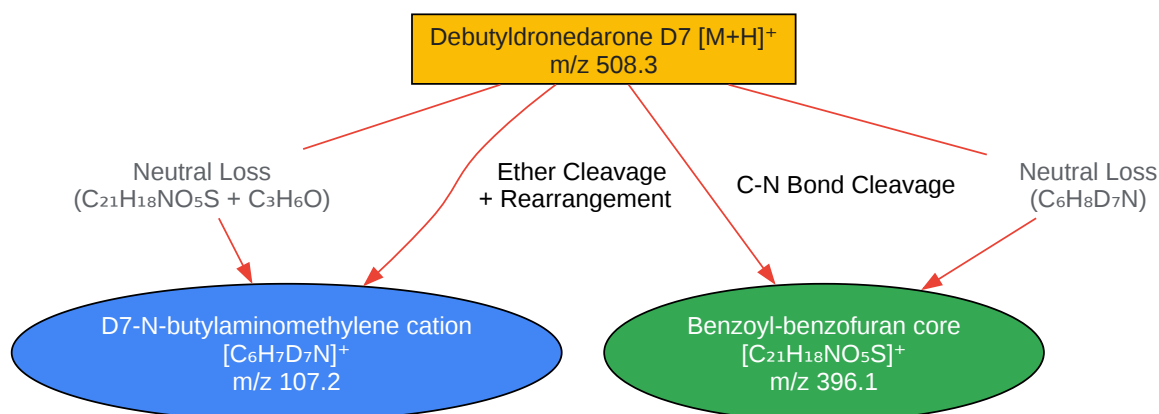 Debutyldronedarone D7 [M+H]⁺
m/z 508.3
Neutral Loss
(C₂₁H₁₈NO₅S + C₃H₆O)
Ether Cleavage
+ Rearrangement
C-N Bond Cleavage
Neutral Loss
(C₆H₈D₇N)
D7-N-butylaminomethylene cation
[C₆H₇D₇N]⁺
m/z 107.2
Benzoyl-benzofuran core
[C₂₁H₁₈NO₅S]⁺
m/z 396.1